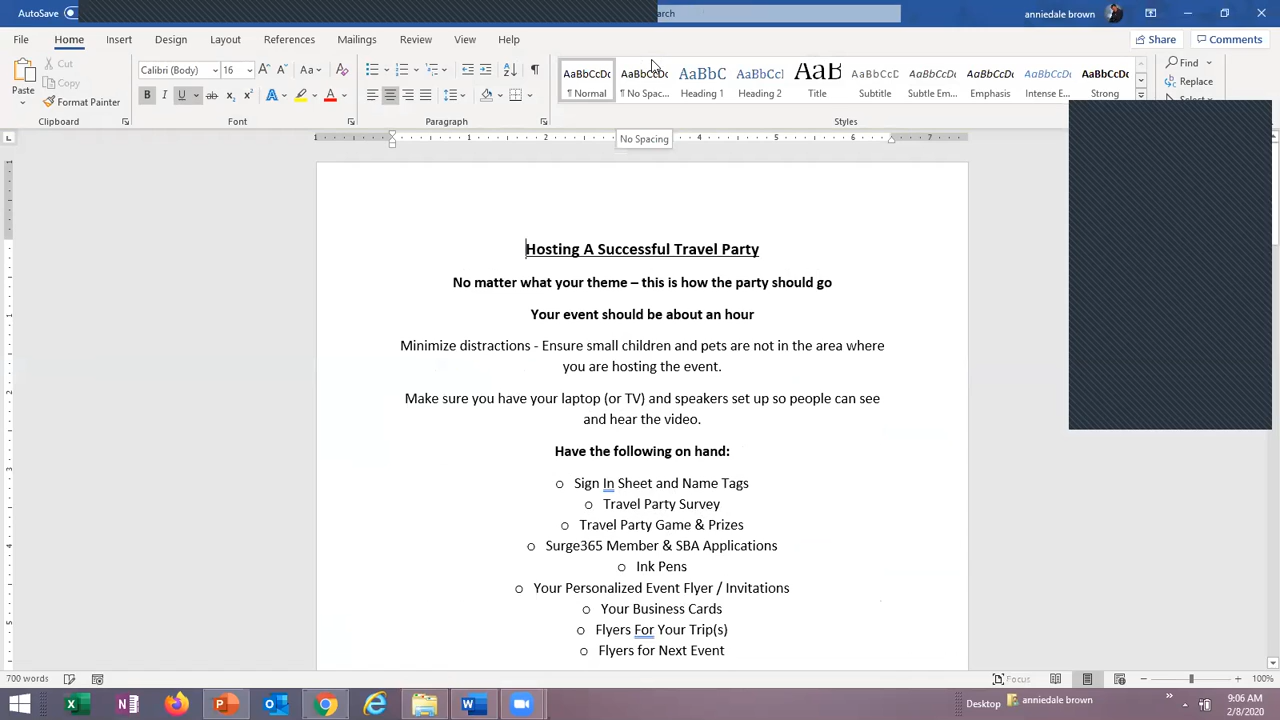 AutoSave
arch
anniedale brown
File Home Insert Design Layout References Mailings Review View Help
Share Comments
Paste
Cut
Copy
Format Painter
Calibri (Body) 16
AaBbCcDc AaBbCcDc AaBbC AaBbCcl AaB AaBbCcD AaBbCcDc AaBbCcDc AaBbCcDc AaBbCcDc
¶ Normal ¶ No Spac... Heading 1 Heading 2 Title Subtitle Subtle Em... Emphasis Intense E... Strong
Find
Replace
Select
Clipboard Font Paragraph Styles
No Spacing
Hosting A Successful Travel Party
No matter what your theme – this is how the party should go
Your event should be about an hour
Minimize distractions - Ensure small children and pets are not in the area where
you are hosting the event.
Make sure you have your laptop (or TV) and speakers set up so people can see
and hear the video.
Have the following on hand:
o Sign In Sheet and Name Tags
o Travel Party Survey
o Travel Party Game & Prizes
o Surge365 Member & SBA Applications
o Ink Pens
o Your Personalized Event Flyer / Invitations
o Your Business Cards
o Flyers For Your Trip(s)
o Flyers for Next Event
700 words
Focus
100%
Desktop
anniedale brown
9:06 AM
2/8/2020